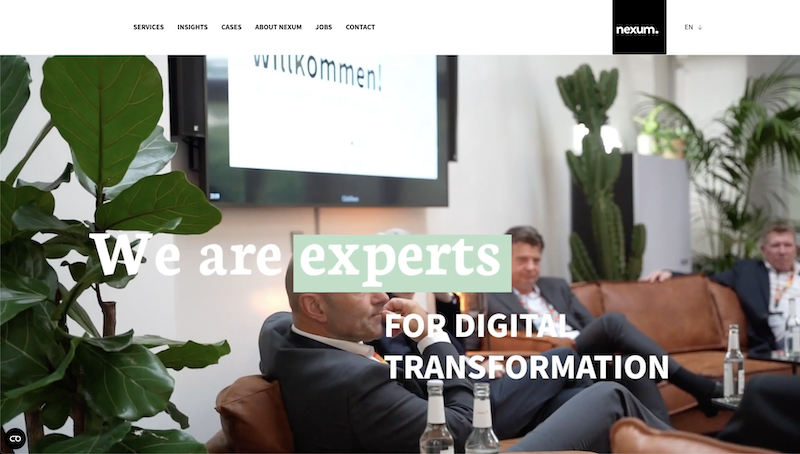 SERVICES INSIGHTS CASES ABOUT NEXUM JOBS CONTACT nexum. EN
Willkommen!
We are experts
FOR DIGITAL
TRANSFORMATION